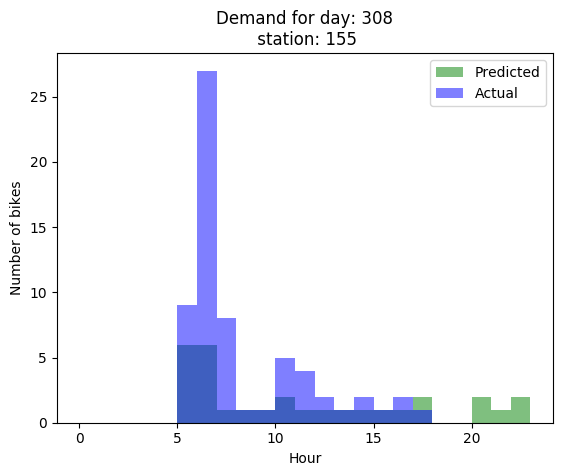 Demand for day: 308
station: 155
Predicted
Actual
25
20
15
10
5
0
Number of bikes
0 5 10 15 20
Hour